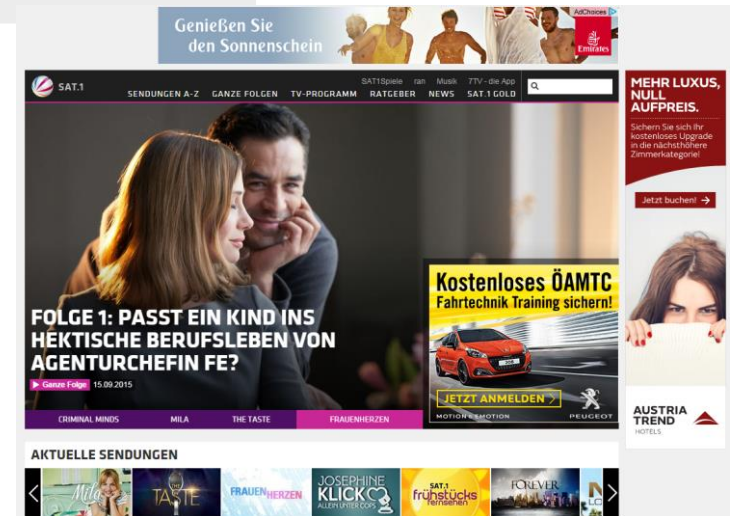 Genießen Sie
den Sonnenschein
AdChoices
Emirates
SAT.1
SAT1Spiele ran Musik 7TV - die App
SENDUNGEN A-Z GANZE FOLGEN TV-PROGRAMM RATGEBER NEWS SAT.1 GOLD
MEHR LUXUS,
NULL
AUFPREIS.
Sichern Sie sich Ihr
kostenloses Upgrade
in die nächsthöhere
Zimmerkategorie!
Jetzt buchen!
Kostenloses ÖAMTC
Fahrtechnik Training sichern!
JETZT ANMELDEN
MOTION & EMOTION
PEUGEOT
FOLGE 1: PASST EIN KIND INS
HEKTISCHE BERUFSLEBEN VON
AGENTURCHEFIN FE?
Ganze Folge 15.09.2015
CRIMINAL MINDS MILA THE TASTE FRAUENHERZEN
AUSTRIA
TREND
HOTELS
AKTUELLE SENDUNGEN
Mila
THE TASTE
FRAUENHERZEN
JOSEPHINE
KLICK
ALLEIN UNTER COPS
SAT.1
frühstücks
fernsehen
FOREVER